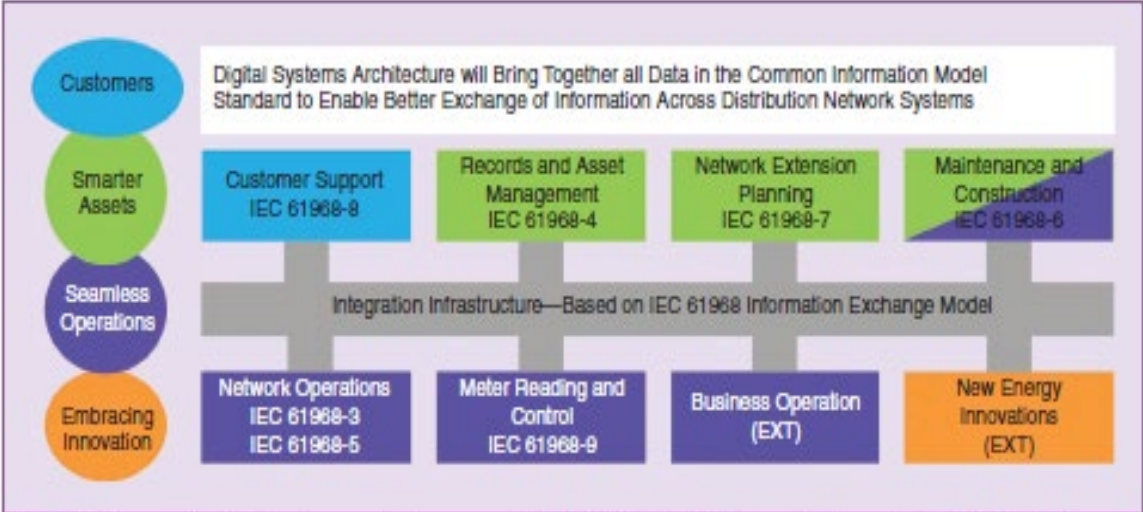 Customers
Digital Systems Architecture will Bring Together all Data in the Common Information Model
Standard to Enable Better Exchange of Information Across Distribution Network Systems
Smarter
Assets
Customer Support
IEC 61968-8
Records and Asset
Management
IEC 61968-4
Network Extension
Planning
IEC 61968-7
Maintenance and
Construction
IEC 61968-6
Seamless
Operations
Integration Infrastructure—Based on IEC 61968 Information Exchange Model
Embracing
Innovation
Network Operations
IEC 61968-3
IEC 61968-5
Meter Reading and
Control
IEC 61968-9
Business Operation
(EXT)
New Energy
Innovations
(EXT)